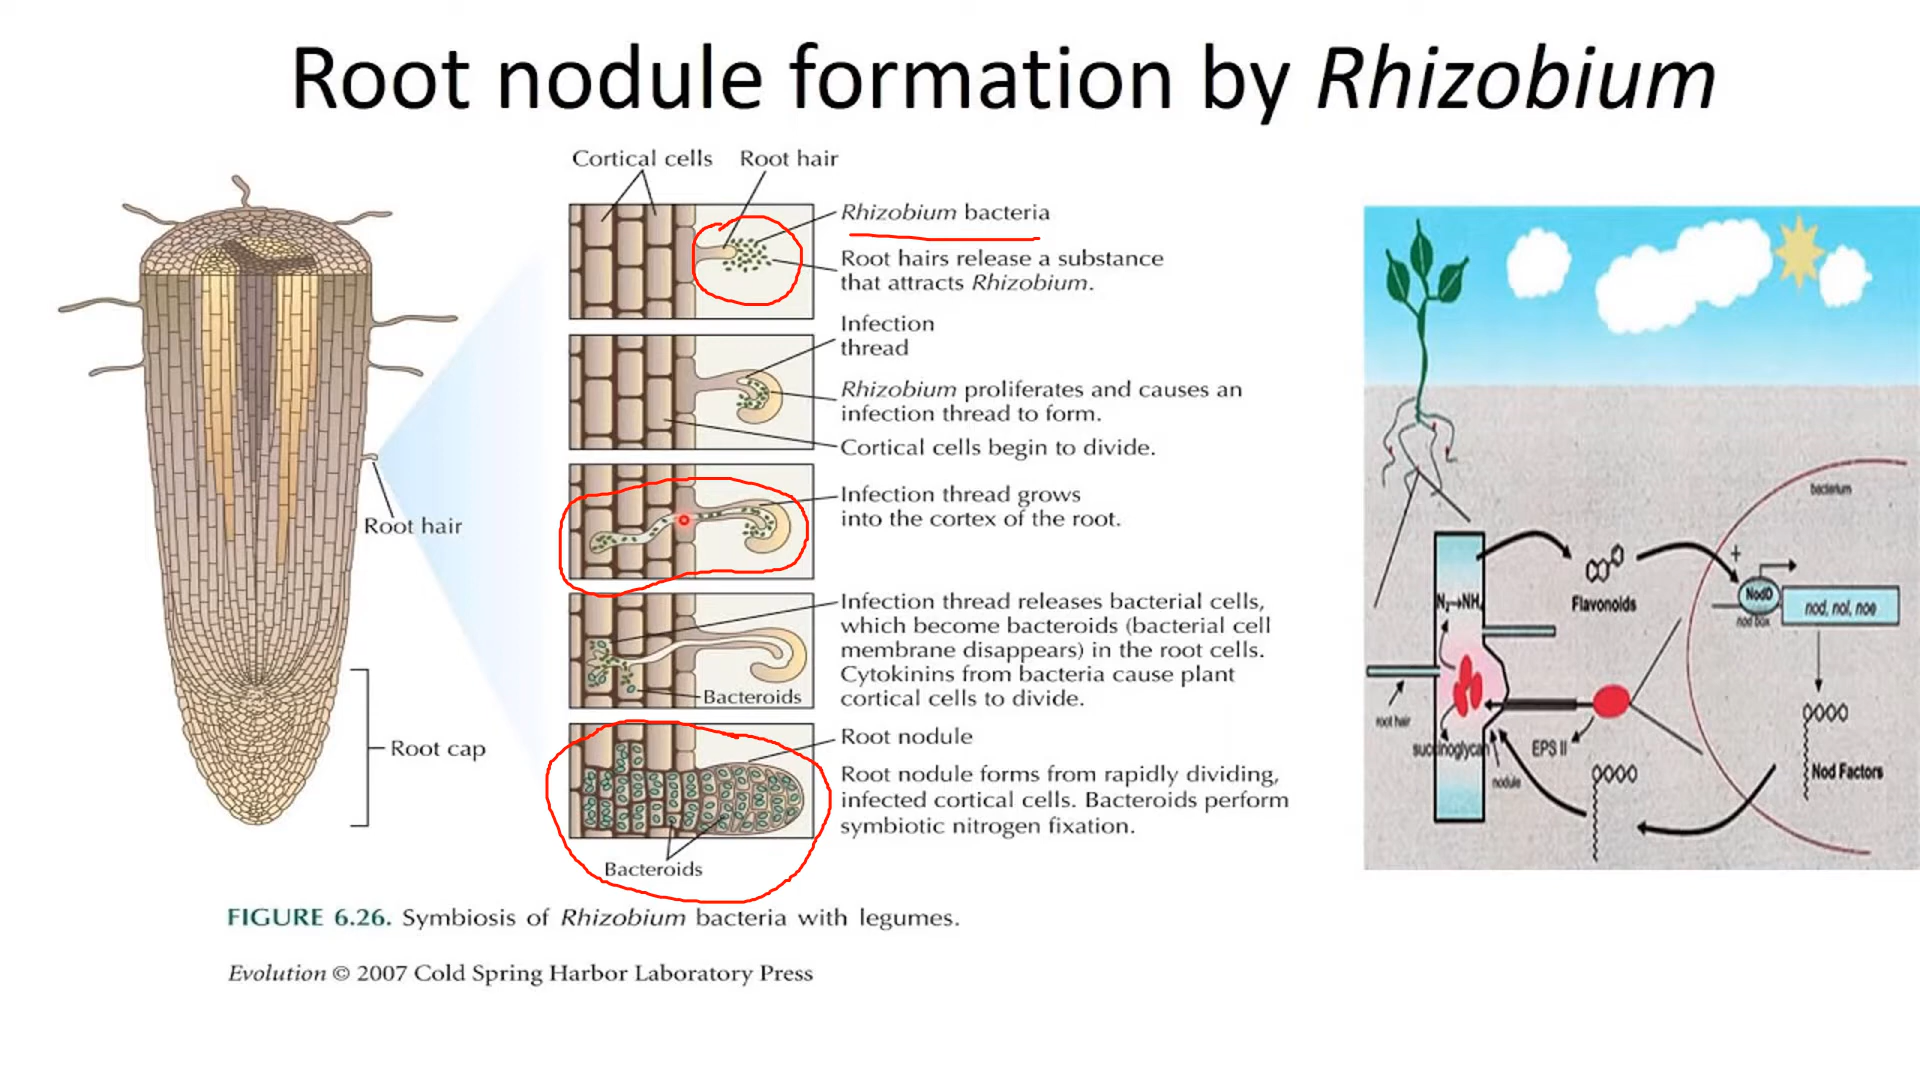 Root nodule formation by Rhizobium
Cortical cells
Root hair
Rhizobium bacteria
Root hairs release a substance
that attracts Rhizobium.
Infection
thread
Rhizobium proliferates and causes an
infection thread to form.
Cortical cells begin to divide.
Infection thread grows
into the cortex of the root.
Infection thread releases bacterial cells,
which become bacteroids (bacterial cell
membrane disappears) in the root cells.
Cytokinins from bacteria cause plant
cortical cells to divide.
Bacteroids
Root nodule
Root nodule forms from rapidly dividing,
infected cortical cells. Bacteroids perform
symbiotic nitrogen fixation.
Bacteroids
Root hair
Root cap
FIGURE 6.26. Symbiosis of Rhizobium bacteria with legumes.
Evolution © 2007 Cold Spring Harbor Laboratory Press
bacterium
+
NodD
nod box
nod, nol, noe
Flavonoids
N₂→NH₄
root hair
succinoglycan
EPS II
nodule
Nod Factors